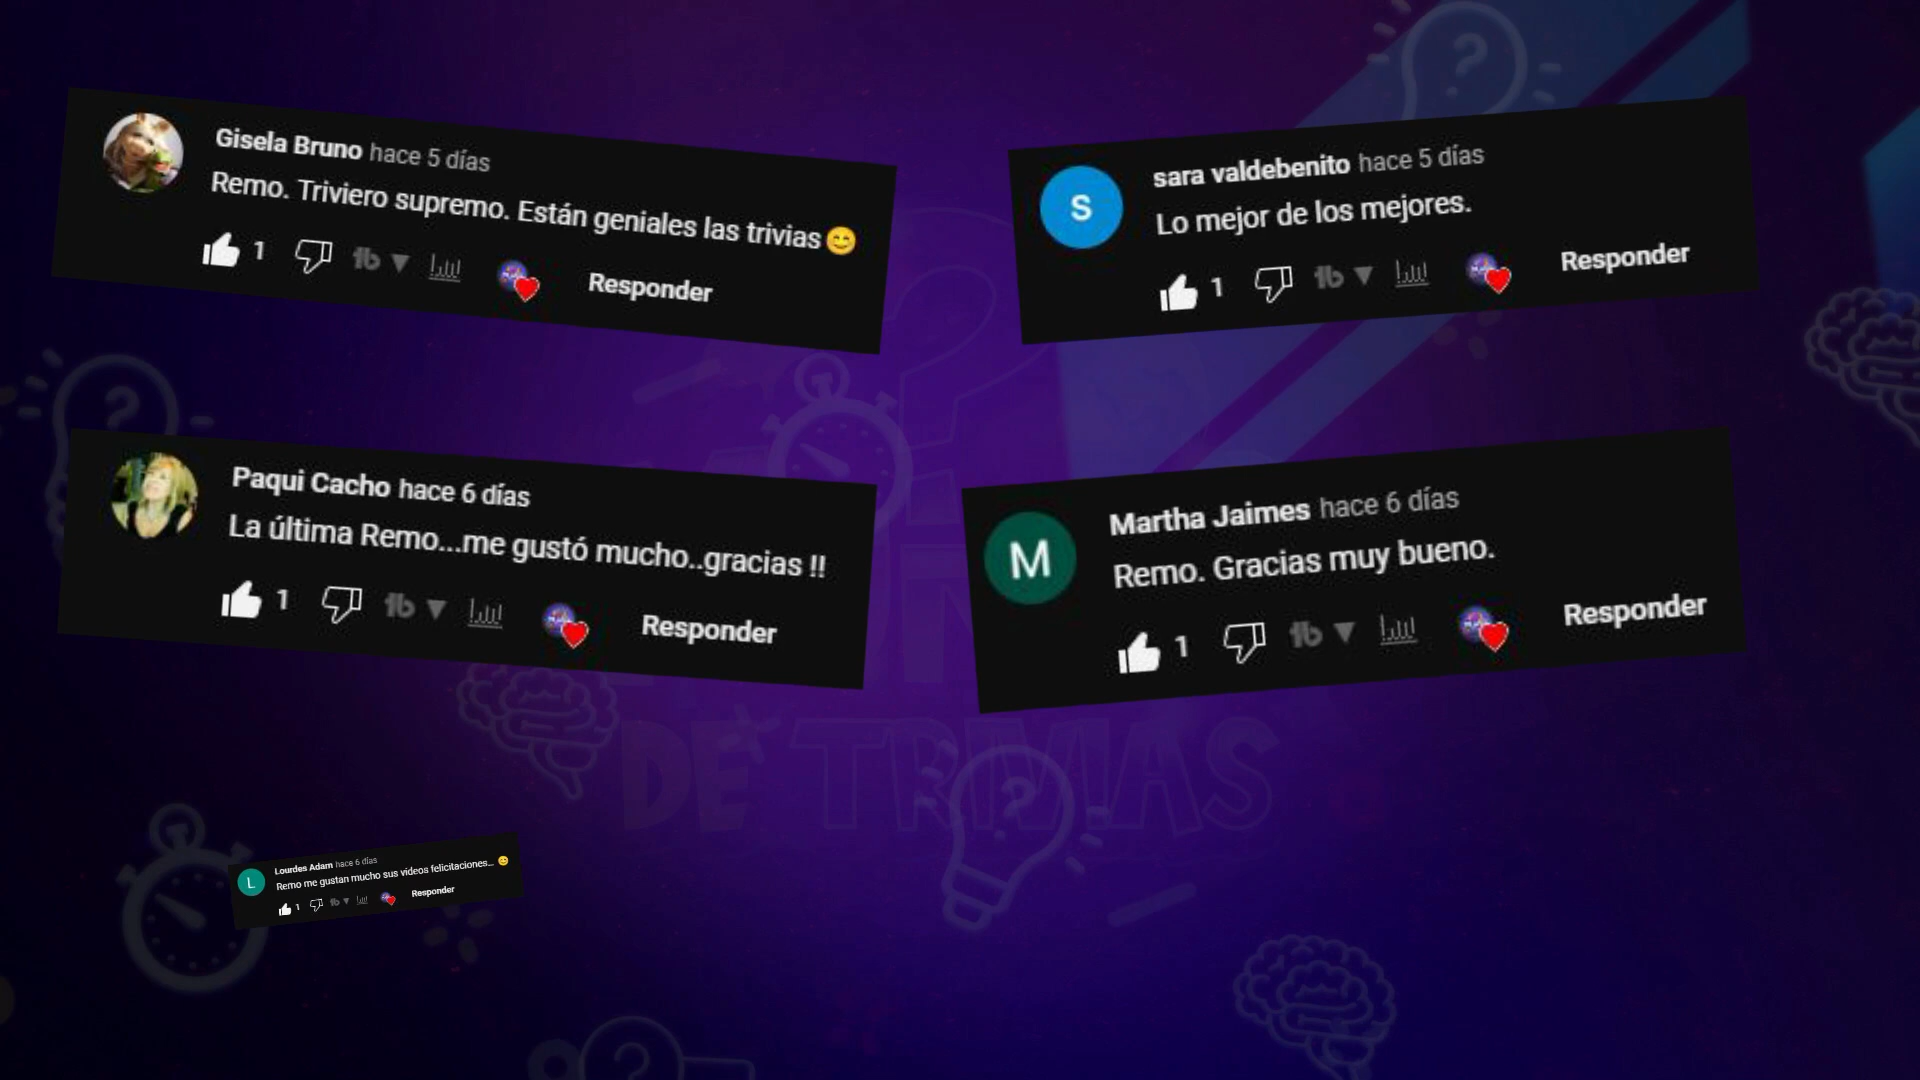 Gisela Bruno hace 5 días
Remo. Triviero supremo. Están geniales las trivias😊
1 Responder
S
sara valdebenito hace 5 días
Lo mejor de los mejores.
1 Responder
Paqui Cacho hace 6 días
La última Remo...me gustó mucho..gracias !!
1 Responder
M
Martha Jaimes hace 6 días
Remo. Gracias muy bueno.
1 Responder
DE TRIVIAS
L
Lourdes Adam hace 6 días
Remo me gustan mucho sus videos felicitaciones... 😊
1 Responder